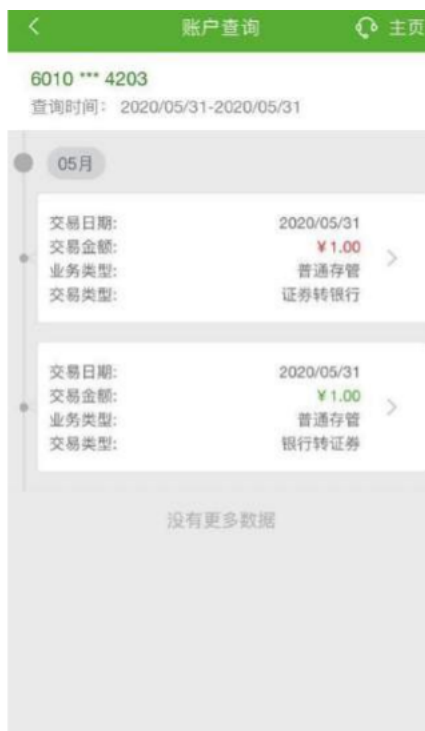 账户查询 主页
6010 *** 4203
查询时间： 2020/05/31-2020/05/31
05月
交易日期: 2020/05/31
交易金额: ¥1.00
业务类型: 普通存管
交易类型: 证券转银行
交易日期: 2020/05/31
交易金额: ¥1.00
业务类型: 普通存管
交易类型: 银行转证券
没有更多数据